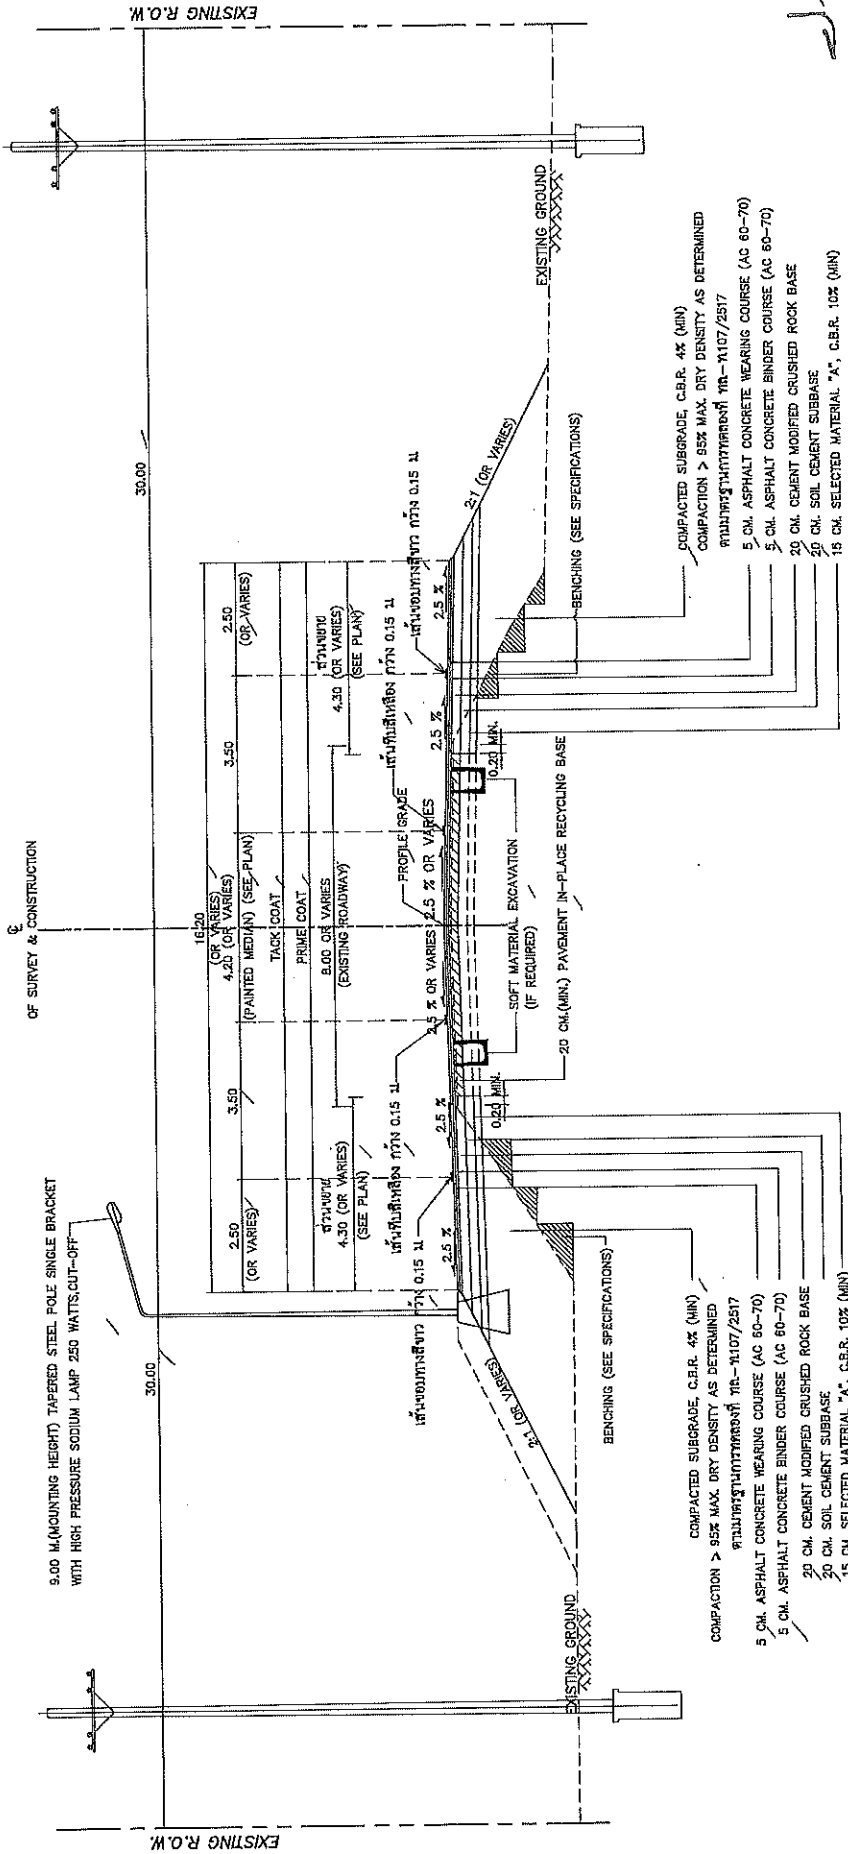 EXISTING R.O.W.
EXISTING R.O.W.
9.00 M.(MOUNTING HEIGHT) TAPERED STEEL POLE SINGLE BRACKET
WITH HIGH PRESSURE SODIUM LAMP 250 WATTS,CUT-OFF
OF SURVEY & CONSTRUCTION
30.00
30.00
16.20
(OR VARIES)
2.50
(OR VARIES)
3.50
4.20 (OR VARIES)
(PAINTED MEDIAN) (SEE PLAN)
3.50
2.50
(OR VARIES)
TACK COAT
PRIME COAT
ส่วนขยาย
4.30 (OR VARIES)
(SEE PLAN)
8.00 OR VARIES
(EXISTING ROADWAY)
ส่วนขยาย
4.30 (OR VARIES)
(SEE PLAN)
เส้นขอบทางสีขาว กว้าง 0.15 ม
เส้นทึบสีเหลือง กว้าง 0.15 ม
PROFILE GRADE
เส้นทึบสีเหลือง กว้าง 0.15 ม
เส้นขอบทางสีขาว กว้าง 0.15 ม
2.5 %
2.5 %
2.5 % OR VARIES
2.5 % OR VARIES
2.5 %
2.5 %
2:1 (OR VARIES)
2:1 (OR VARIES)
EXISTING GROUND
EXISTING GROUND
0.20 MIN.
0.20 MIN.
SOFT MATERIAL EXCAVATION
(IF REQUIRED)
20 CM.(MIN.) PAVEMENT IN-PLACE RECYCLING BASE
BENCHING (SEE SPECIFICATIONS)
BENCHING (SEE SPECIFICATIONS)
COMPACTED SUBGRADE, C.B.R. 4% (MIN)
COMPACTION > 95% MAX. DRY DENSITY AS DETERMINED
ตามมาตรฐานการทดลองที่ ทล-ท107/2517
5 CM. ASPHALT CONCRETE WEARING COURSE (AC 60-70)
5 CM. ASPHALT CONCRETE BINDER COURSE (AC 60-70)
20 CM. CEMENT MODIFIED CRUSHED ROCK BASE
20 CM. SOIL CEMENT SUBBASE
15 CM. SELECTED MATERIAL "A", C.B.R. 10% (MIN)
COMPACTED SUBGRADE, C.B.R. 4% (MIN)
COMPACTION > 95% MAX. DRY DENSITY AS DETERMINED
ตามมาตรฐานการทดลองที่ ทล-ท107/2517
5 CM. ASPHALT CONCRETE WEARING COURSE (AC 60-70)
5 CM. ASPHALT CONCRETE BINDER COURSE (AC 60-70)
20 CM. CEMENT MODIFIED CRUSHED ROCK BASE
20 CM. SOIL CEMENT SUBBASE
15 CM. SELECTED MATERIAL "A", C.B.R. 10% (MIN)